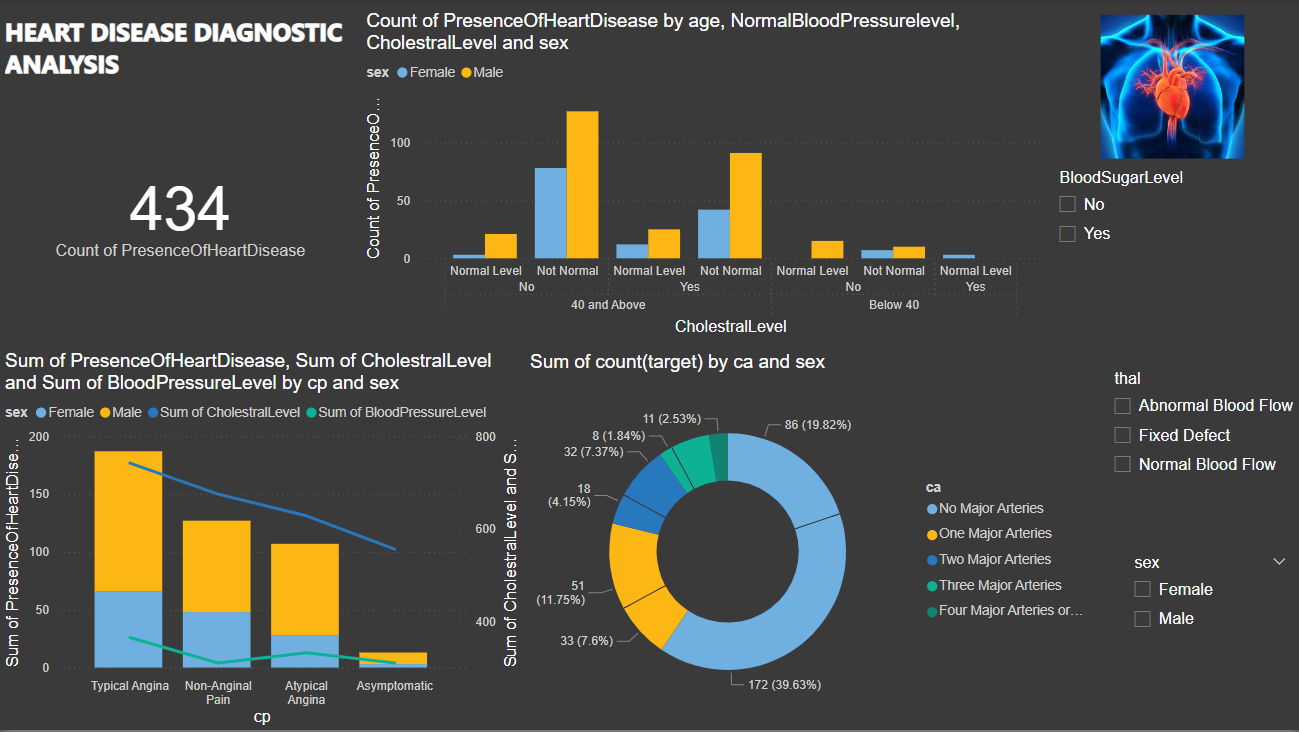 HEART DISEASE DIAGNOSTIC
ANALYSIS
434
Count of PresenceOfHeartDisease
Count of PresenceOfHeartDisease by age, NormalBloodPressurelevel,
CholestralLevel and sex
sex Female Male
Count of PresenceO...
100
50
0
Normal Level Not Normal Normal Level Not Normal Normal Level Not Normal Normal Level
No Yes No Yes
40 and Above Below 40
CholestralLevel
BloodSugarLevel
No
Yes
Sum of PresenceOfHeartDisease, Sum of CholestralLevel
and Sum of BloodPressureLevel by cp and sex
sex Female Male Sum of CholestralLevel Sum of BloodPressureLevel
Sum of PresenceOfHeartDise...
200
150
100
50
0
800
600
400
Sum of CholestralLevel and S...
Typical Angina Non-Anginal Atypical Asymptomatic
Pain Angina
cp
Sum of count(target) by ca and sex
86 (19.82%)
172 (39.63%)
33 (7.6%)
51
(11.75%)
18
(4.15%)
32 (7.37%)
8 (1.84%)
11 (2.53%)
ca
No Major Arteries
One Major Arteries
Two Major Arteries
Three Major Arteries
Four Major Arteries or...
thal
Abnormal Blood Flow
Fixed Defect
Normal Blood Flow
sex
Female
Male